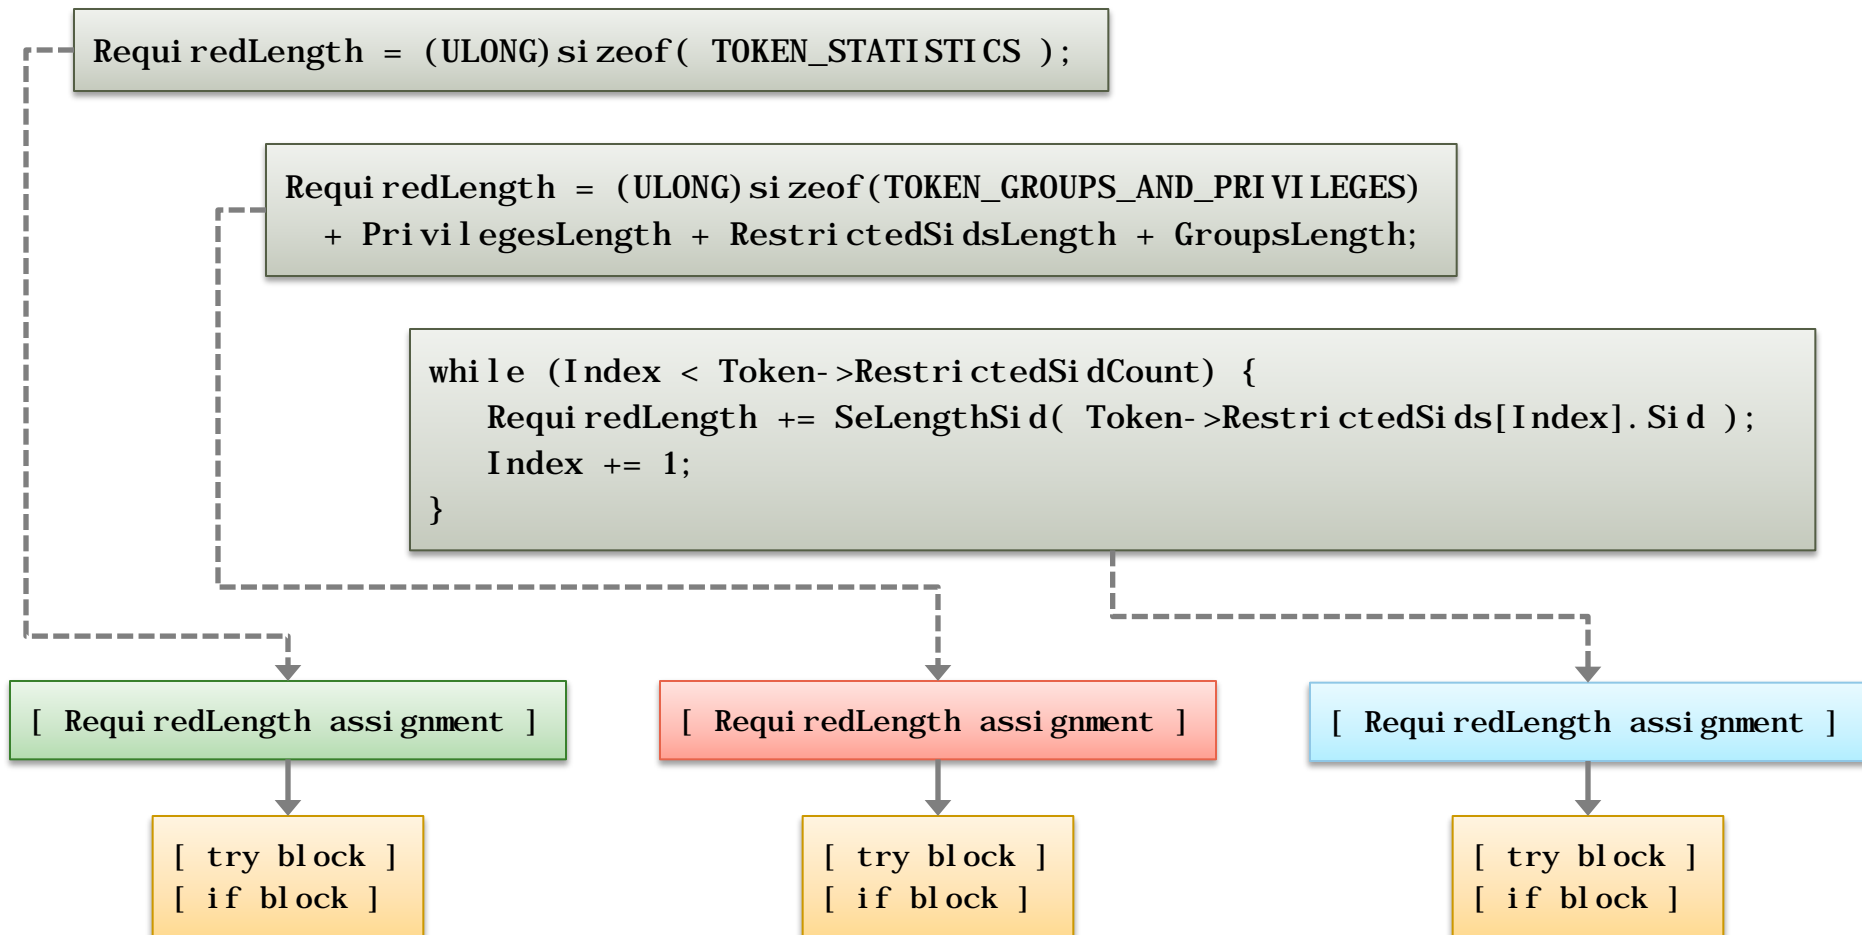 RequiredLength = (ULONG)sizeof( TOKEN_STATISTICS );
RequiredLength = (ULONG)sizeof(TOKEN_GROUPS_AND_PRIVILEGES)
+ PrivilegesLength + RestrictedSidsLength + GroupsLength;
while (Index < Token->RestrictedSidCount) {
RequiredLength += SeLengthSid( Token->RestrictedSids[Index].Sid );
Index += 1;
}
[ RequiredLength assignment ]
[ RequiredLength assignment ]
[ RequiredLength assignment ]
[ try block ]
[ if block ]
[ try block ]
[ if block ]
[ try block ]
[ if block ]